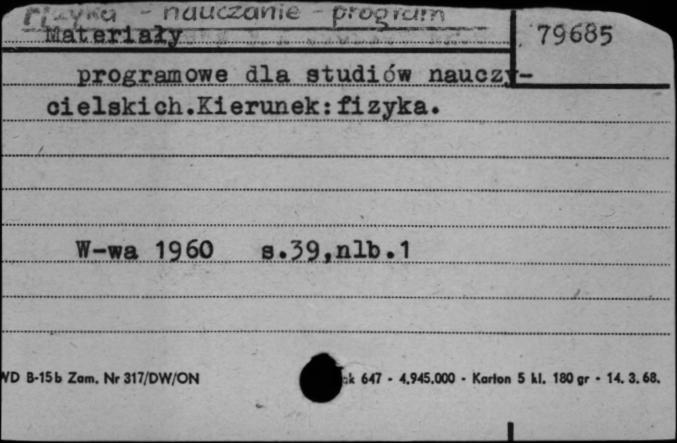 Fizyka - nauczanie - program
Materiały
79685
programowe dla studiów nauczy-
cielskich.Kierunek:fizyka.
W-wa 1960 s.39,nlb.1
WD B-15b Zam. Nr 317/DW/ON
647 - 4.945.000 - Karton 5 kl. 180 gr - 14. 3. 68.